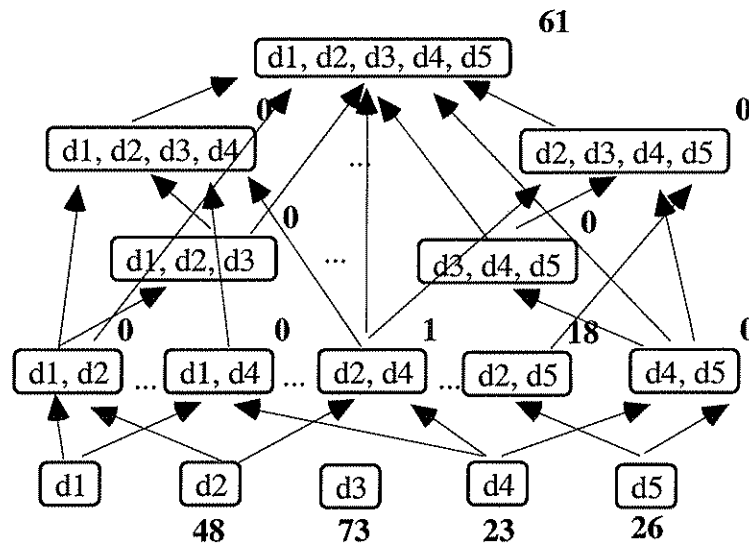 61
d1, d2, d3, d4, d5
0 0
d1, d2, d3, d4 ... d2, d3, d4, d5
0 0
d1, d2, d3 ... d3, d4, d5
0 0 1 18 0
d1, d2 ... d1, d4 ... d2, d4 ... d2, d5 d4, d5
d1 d2 d3 d4 d5
48 73 23 26